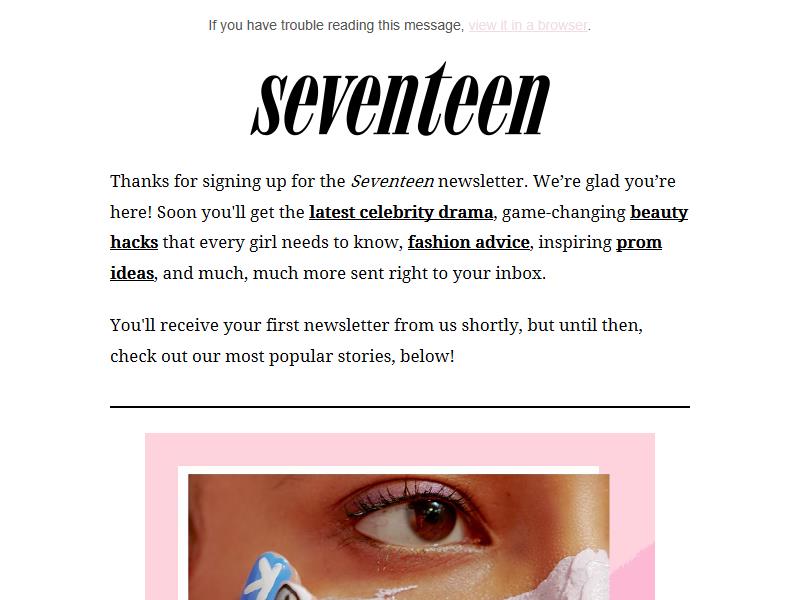 If you have trouble reading this message, view it in a browser.
seventeen
Thanks for signing up for the Seventeen newsletter. We’re glad you’re
here! Soon you'll get the latest celebrity drama, game-changing beauty
hacks that every girl needs to know, fashion advice, inspiring prom
ideas, and much, much more sent right to your inbox.
You'll receive your first newsletter from us shortly, but until then,
check out our most popular stories, below!